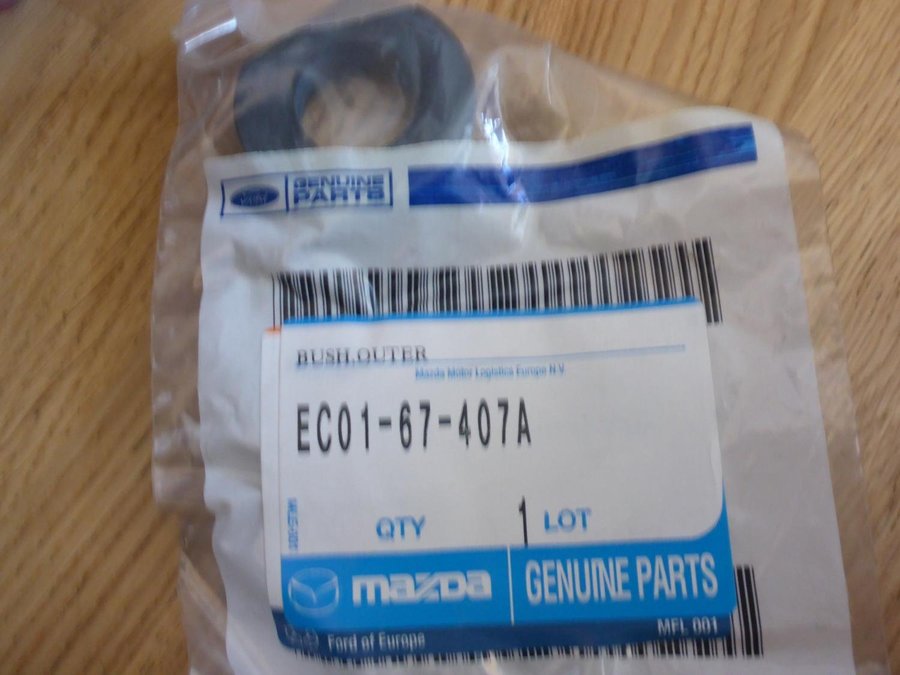 GENUINE
PARTS
BUSH,OUTER
Mazda Motor Logistics Europe N.V.
EC01-67-407A
QTY 1 LOT
mazda GENUINE PARTS
Ford of Europe MFL 001